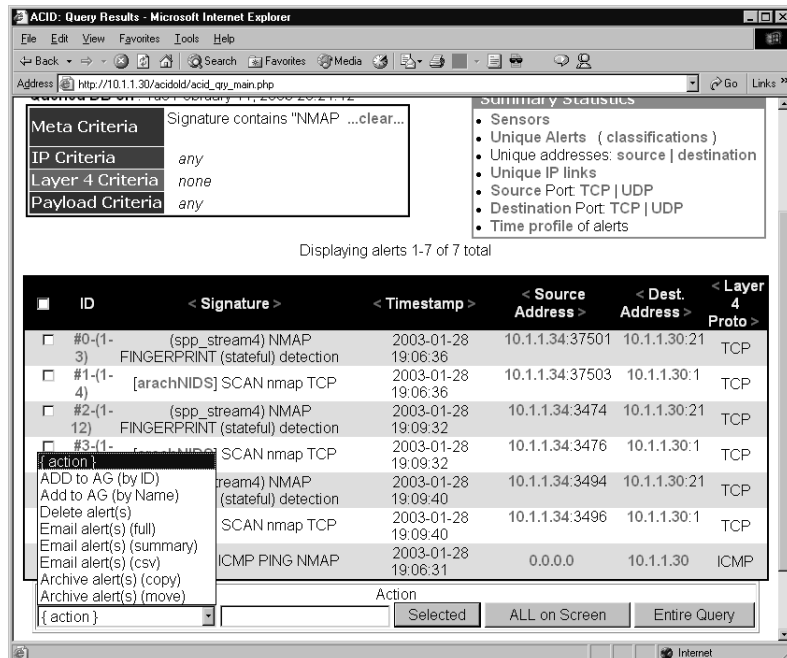 ACID: Query Results - Microsoft Internet Explorer
File Edit View Favorites Tools Help
Back Search Favorites Media
Address http://10.1.1.30/acidold/acid_qry_main.php Go Links »
Summary Statistics
Meta Criteria Signature contains "NMAP ...clear...
IP Criteria any
Layer 4 Criteria none
Payload Criteria any
• Sensors
• Unique Alerts ( classifications )
• Unique addresses: source | destination
• Unique IP links
• Source Port: TCP | UDP
• Destination Port: TCP | UDP
• Time profile of alerts
Displaying alerts 1-7 of 7 total
ID < Signature > < Timestamp > < Source Address > < Dest. Address > < Layer 4 Proto >
#0-(1-3) (spp_stream4) NMAP FINGERPRINT (stateful) detection 2003-01-28 19:06:36 10.1.1.34:37501 10.1.1.30:21 TCP
#1-(1-4) [arachNIDS] SCAN nmap TCP 2003-01-28 19:06:36 10.1.1.34:37503 10.1.1.30:1 TCP
#2-(1-12) (spp_stream4) NMAP FINGERPRINT (stateful) detection 2003-01-28 19:09:32 10.1.1.34:3474 10.1.1.30:21 TCP
#3-(1- SCAN nmap TCP 2003-01-28 19:09:32 10.1.1.34:3476 10.1.1.30:1 TCP
tream4) NMAP (stateful) detection 2003-01-28 19:09:40 10.1.1.34:3494 10.1.1.30:21 TCP
SCAN nmap TCP 2003-01-28 19:09:40 10.1.1.34:3496 10.1.1.30:1 TCP
ICMP PING NMAP 2003-01-28 19:06:31 0.0.0.0 10.1.1.30 ICMP
{ action }
ADD to AG (by ID)
Add to AG (by Name)
Delete alert(s)
Email alert(s) (full)
Email alert(s) (summary)
Email alert(s) (csv)
Archive alert(s) (copy)
Archive alert(s) (move)
Action
{ action } Selected ALL on Screen Entire Query
Internet